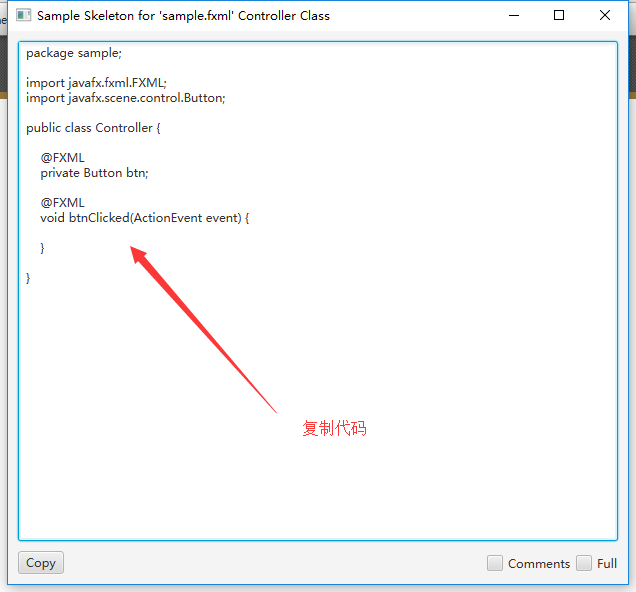 Sample Skeleton for 'sample.fxml' Controller Class
package sample;
import javafx.fxml.FXML;
import javafx.scene.control.Button;
public class Controller {
@FXML
private Button btn;
@FXML
void btnClicked(ActionEvent event) {
}
}
复制代码
Copy
Comments
Full